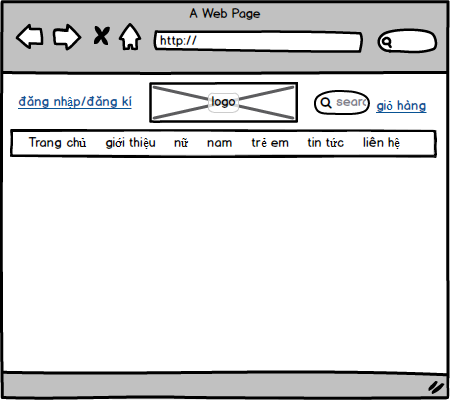 A Web Page
http://
đăng nhập/đăng kí
logo
search
giỏ hàng
Trang chủ giới thiệu nữ nam trẻ em tin tức liên hệ